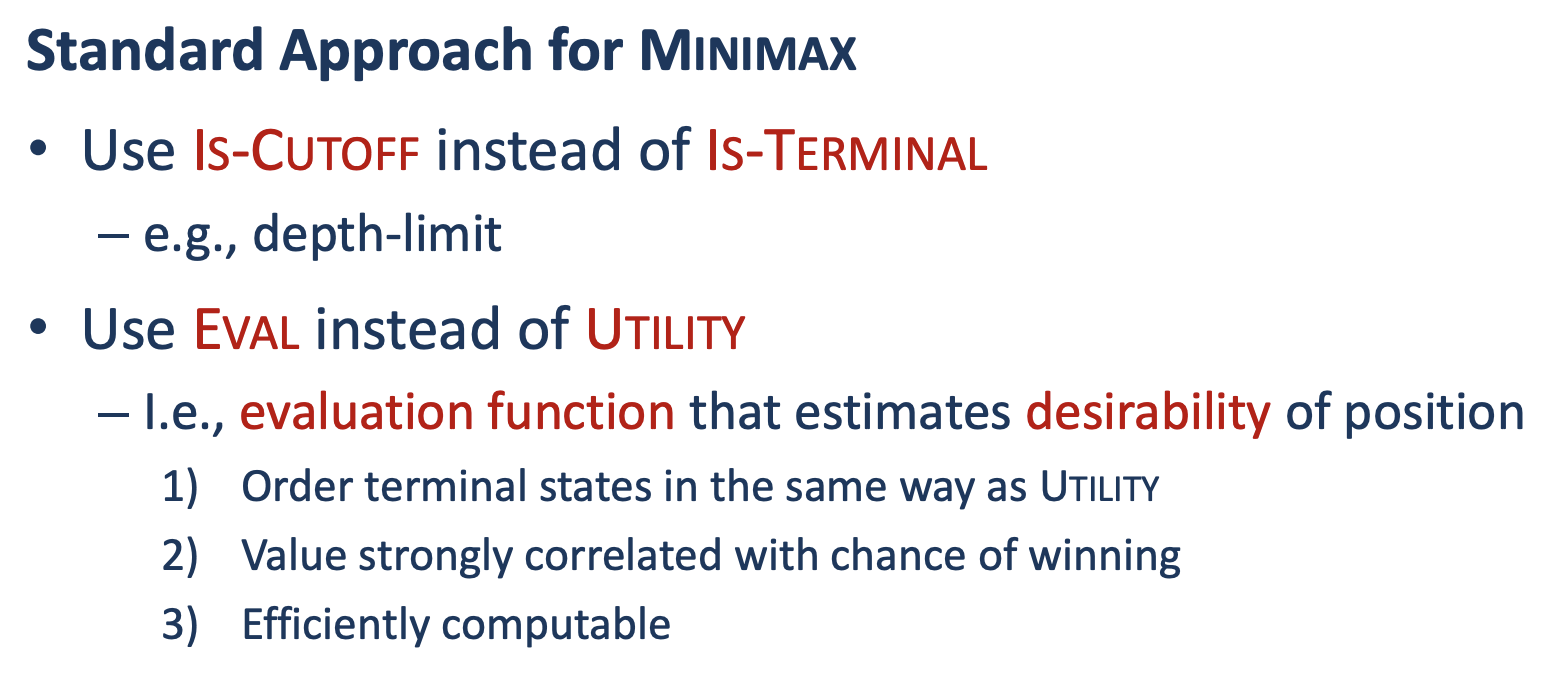 Standard Approach for MINIMAX
• Use IS-CUTOFF instead of IS-TERMINAL
– e.g., depth-limit
• Use EVAL instead of UTILITY
– I.e., evaluation function that estimates desirability of position
1) Order terminal states in the same way as UTILITY
2) Value strongly correlated with chance of winning
3) Efficiently computable